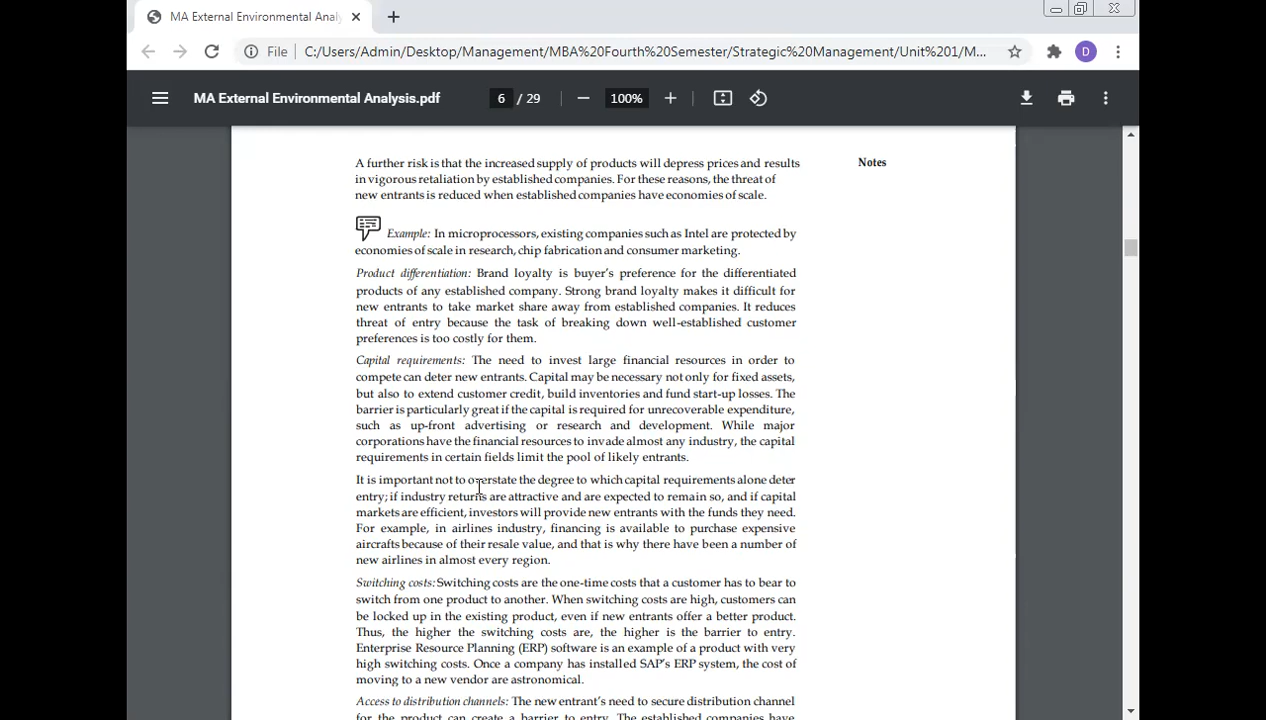 MA External Environmental Analy
File C:/Users/Admin/Desktop/Management/MBA%20Fourth%20Semester/Strategic%20Management/Unit%201/M... D
MA External Environmental Analysis.pdf 6 / 29 100%
A further risk is that the increased supply of products will depress prices and results Notes
in vigorous retaliation by established companies. For these reasons, the threat of
new entrants is reduced when established companies have economies of scale.
Example: In microprocessors, existing companies such as Intel are protected by
economies of scale in research, chip fabrication and consumer marketing.
Product differentiation: Brand loyalty is buyer's preference for the differentiated
products of any established company. Strong brand loyalty makes it difficult for
new entrants to take market share away from established companies. It reduces
threat of entry because the task of breaking down well-established customer
preferences is too costly for them.
Capital requirements: The need to invest large financial resources in order to
compete can deter new entrants. Capital may be necessary not only for fixed assets,
but also to extend customer credit, build inventories and fund start-up losses. The
barrier is particularly great if the capital is required for unrecoverable expenditure,
such as up-front advertising or research and development. While major
corporations have the financial resources to invade almost any industry, the capital
requirements in certain fields limit the pool of likely entrants.
It is important not to overstate the degree to which capital requirements alone deter
entry; if industry returns are attractive and are expected to remain so, and if capital
markets are efficient, investors will provide new entrants with the funds they need.
For example, in airlines industry, financing is available to purchase expensive
aircrafts because of their resale value, and that is why there have been a number of
new airlines in almost every region.
Switching costs: Switching costs are the one-time costs that a customer has to bear to
switch from one product to another. When switching costs are high, customers can
be locked up in the existing product, even if new entrants offer a better product.
Thus, the higher the switching costs are, the higher is the barrier to entry.
Enterprise Resource Planning (ERP) software is an example of a product with very
high switching costs. Once a company has installed SAP's ERP system, the cost of
moving to a new vendor are astronomical.
Access to distribution channels: The new entrant's need to secure distribution channel
for the product can create a barrier to entry. The established companies have